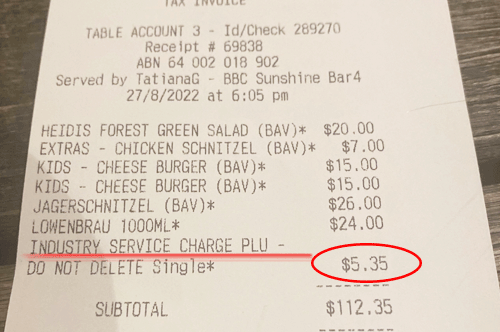 TAX INVOICE
TABLE ACCOUNT 3 - Id/Check 289270
Receipt # 69838
ABN 64 002 018 902
Served by TatianaG - BBC Sunshine Bar4
27/8/2022 at 6:05 pm
HEIDIS FOREST GREEN SALAD (BAV)* $20.00
EXTRAS - CHICKEN SCHNITZEL (BAV)* $7.00
KIDS - CHEESE BURGER (BAV)* $15.00
KIDS - CHEESE BURGER (BAV)* $15.00
JAGERSCHNITZEL (BAV)* $26.00
LOWENBRAU 1000ML* $24.00
INDUSTRY SERVICE CHARGE PLU -
DO NOT DELETE Single* $5.35
--------
SUBTOTAL $112.35
--------